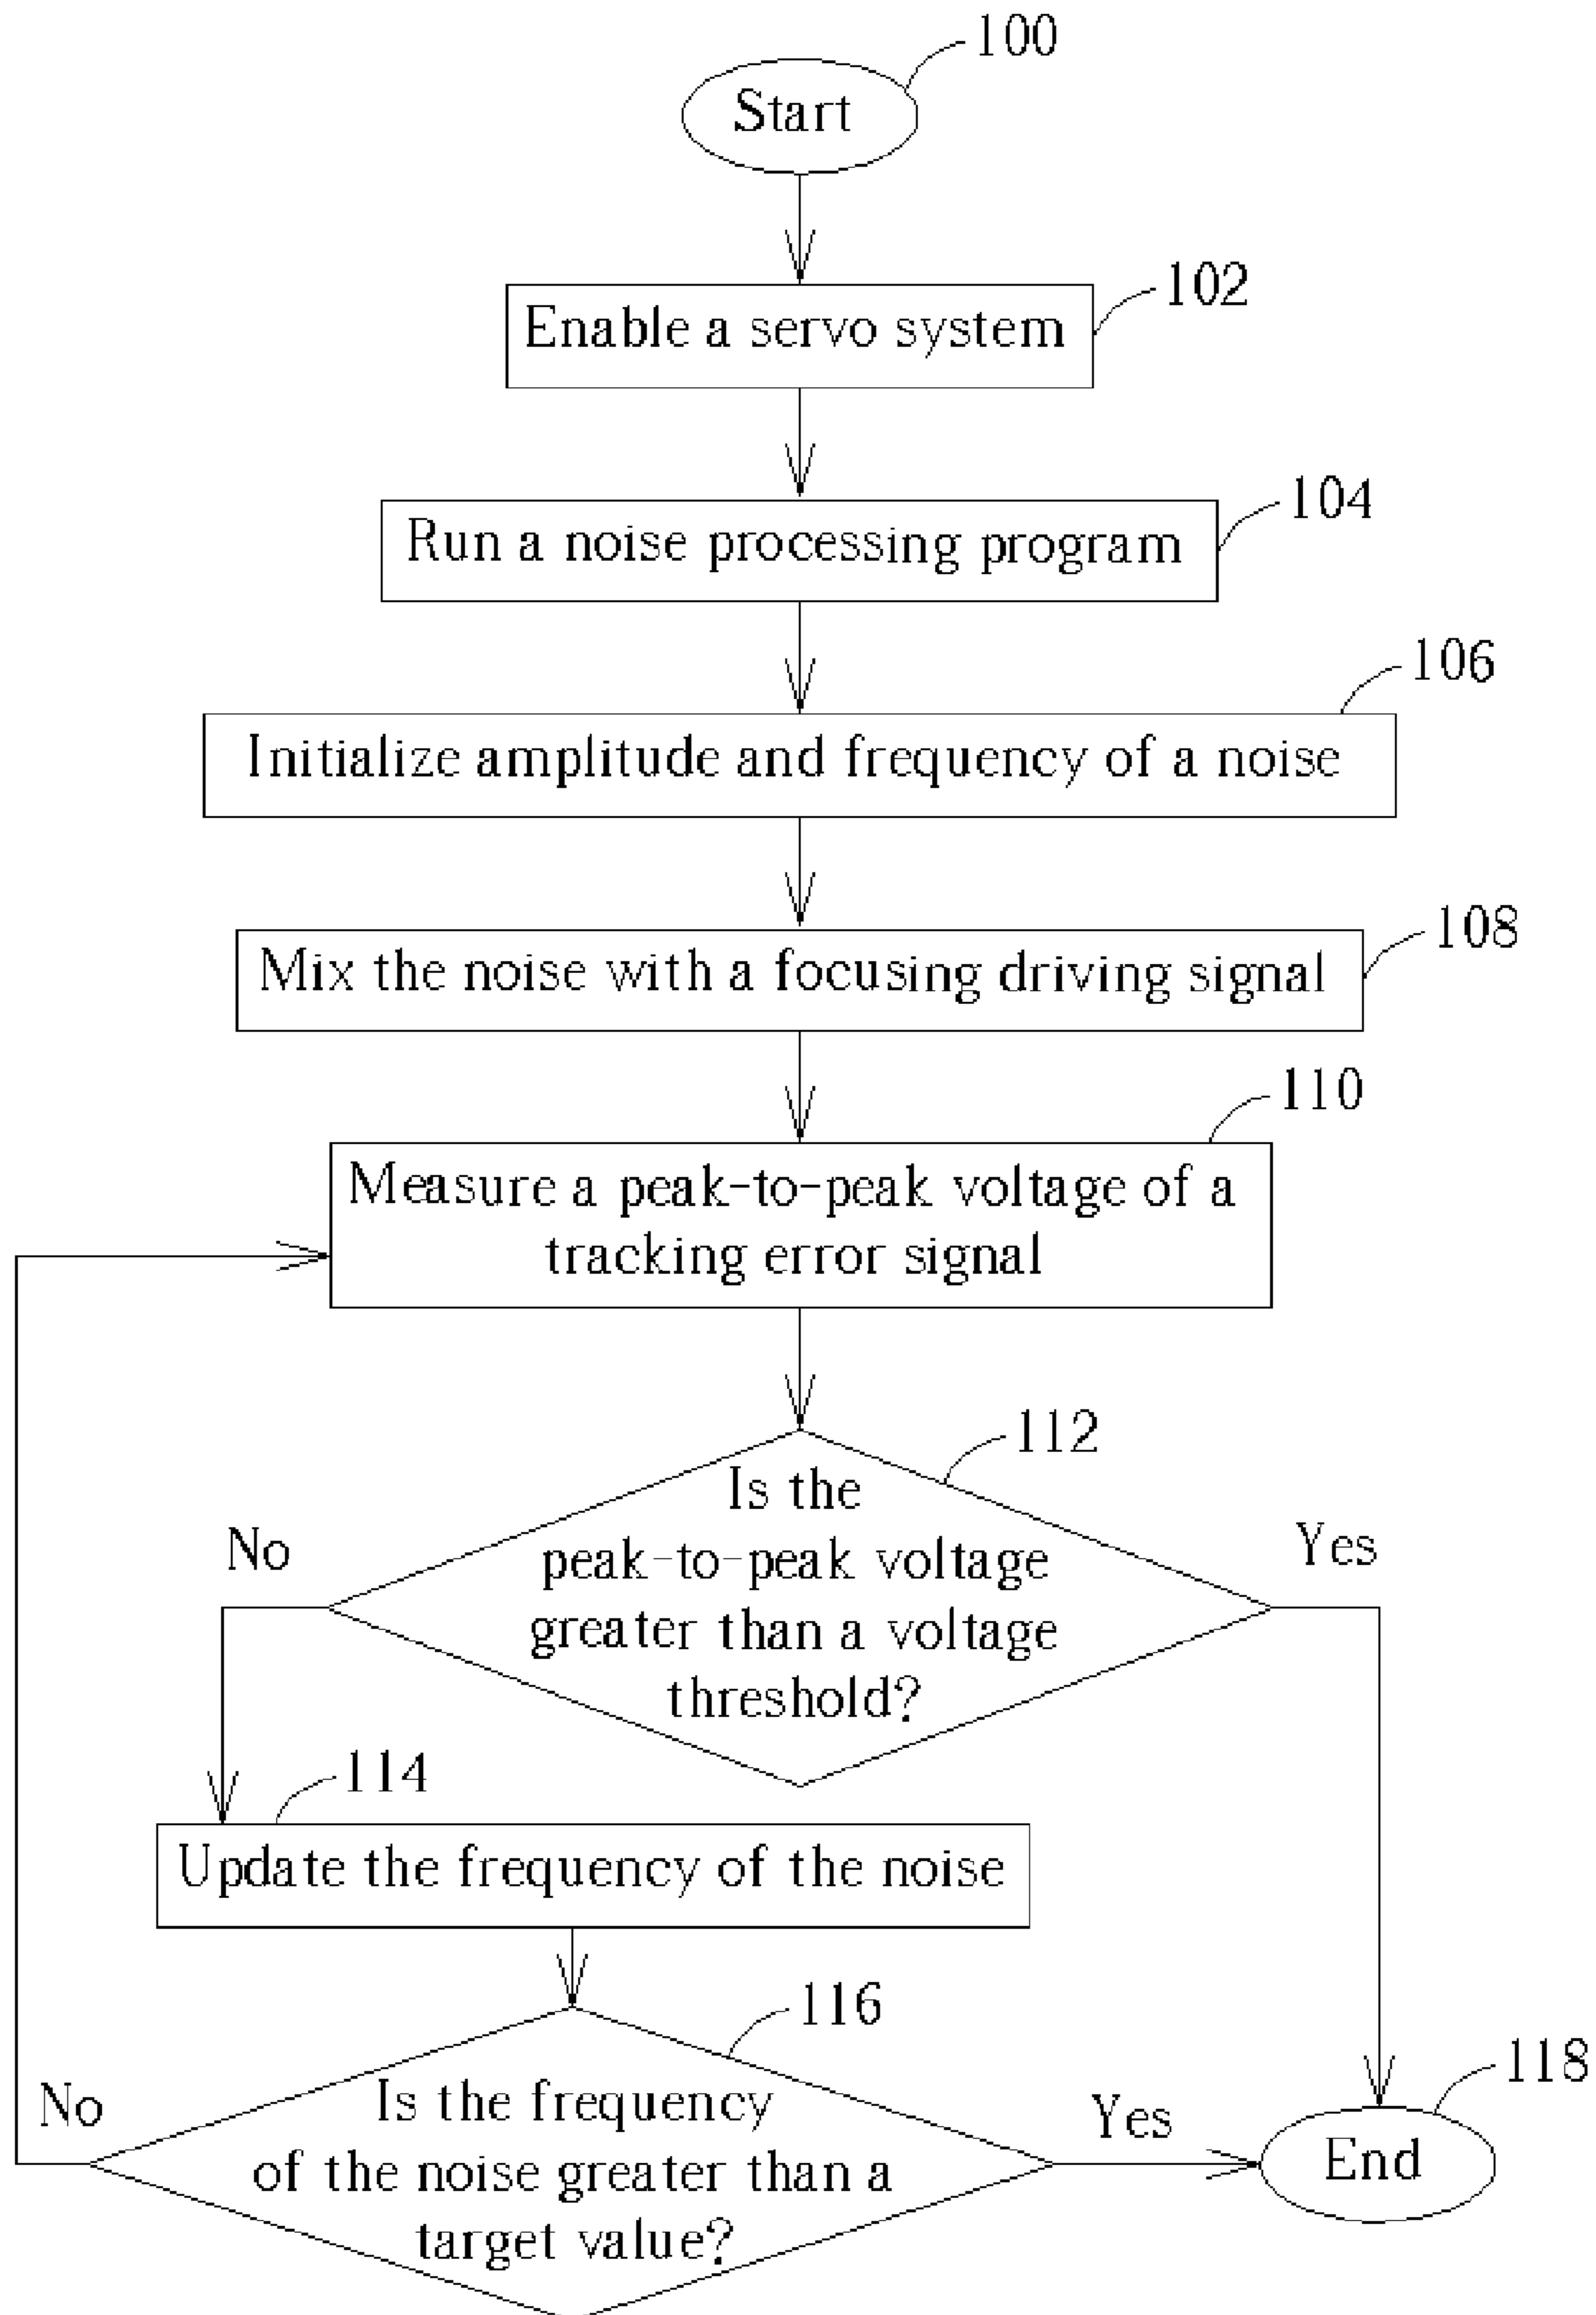 100
Start
102
Enable a servo system
104
Run a noise processing program
106
Initialize amplitude and frequency of a noise
108
Mix the noise with a focusing driving signal
110
Measure a peak-to-peak voltage of a
tracking error signal
112
Is the
peak-to-peak voltage
greater than a voltage
threshold?
No
Yes
114
Update the frequency of the noise
116
Is the frequency
of the noise greater than a
target value?
No
Yes
118
End